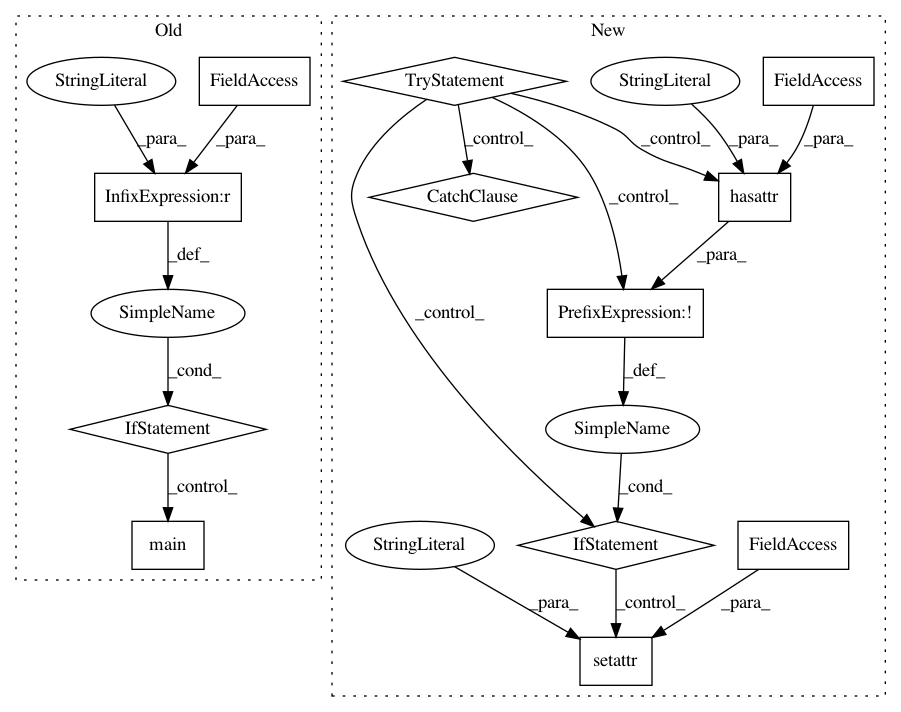 Old
New
StringLiteral
FieldAccess
TryStatement
StringLiteral
FieldAccess
_para_
_para_
_control_
_control_
_para_
_para_
InfixExpression:r
CatchClause
_control_
hasattr
_def_
_para_
SimpleName
_control_
PrefixExpression:!
_cond_
_def_
IfStatement
SimpleName
_control_
_cond_
main
StringLiteral
IfStatement
FieldAccess
_para_
_control_
_para_
setattr